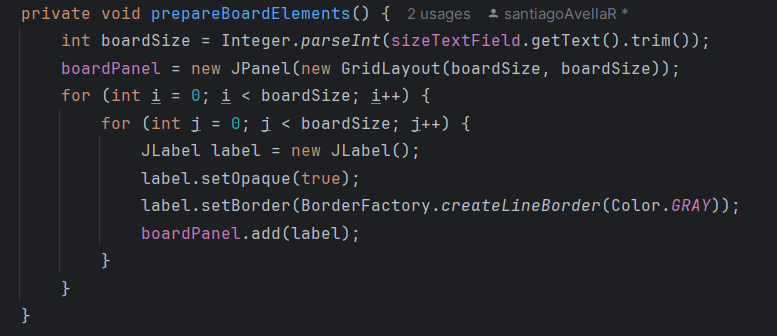 private void prepareBoardElements() { 2 usages santiagoAvellaR *
    int boardSize = Integer.parseInt(sizeTextField.getText().trim());
    boardPanel = new JPanel(new GridLayout(boardSize, boardSize));
    for (int i = 0; i < boardSize; i++) {
        for (int j = 0; j < boardSize; j++) {
            JLabel label = new JLabel();
            label.setOpaque(true);
            label.setBorder(BorderFactory.createLineBorder(Color.GRAY));
            boardPanel.add(label);
        }
    }
}